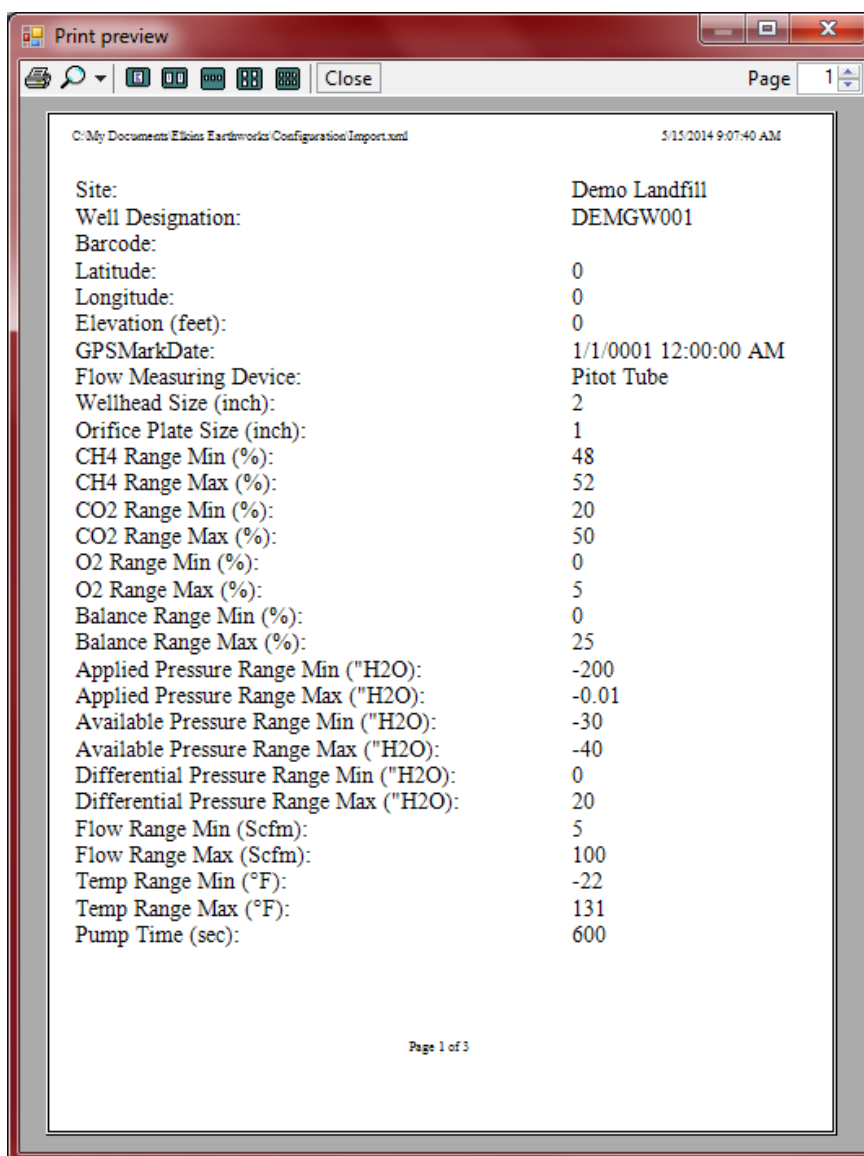 Print preview
Close
Page 1
C:\My Documents\Elkins Earthworks\Configuration\Import.xml 5/15/2014 9:07:40 AM
Site: Demo Landfill
Well Designation: DEMGW001
Barcode:
Latitude: 0
Longitude: 0
Elevation (feet): 0
GPSMarkDate: 1/1/0001 12:00:00 AM
Flow Measuring Device: Pitot Tube
Wellhead Size (inch): 2
Orifice Plate Size (inch): 1
CH4 Range Min (%): 48
CH4 Range Max (%): 52
CO2 Range Min (%): 20
CO2 Range Max (%): 50
O2 Range Min (%): 0
O2 Range Max (%): 5
Balance Range Min (%): 0
Balance Range Max (%): 25
Applied Pressure Range Min ("H2O): -200
Applied Pressure Range Max ("H2O): -0.01
Available Pressure Range Min ("H2O): -30
Available Pressure Range Max ("H2O): -40
Differential Pressure Range Min ("H2O): 0
Differential Pressure Range Max ("H2O): 20
Flow Range Min (Scfm): 5
Flow Range Max (Scfm): 100
Temp Range Min (°F): -22
Temp Range Max (°F): 131
Pump Time (sec): 600
Page 1 of 3